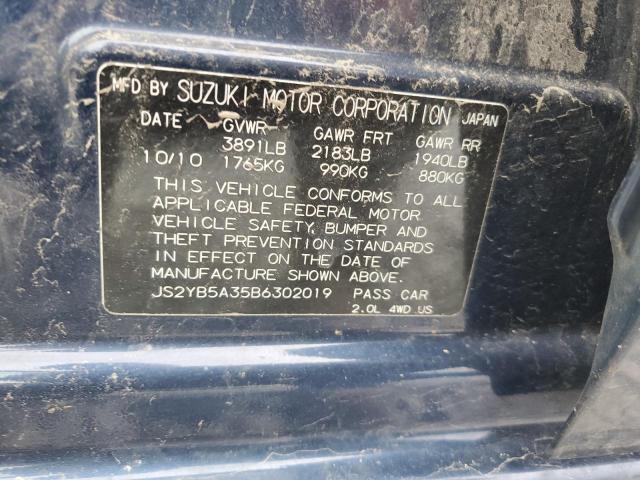 MFD BY SUZUKI MOTOR CORPORATION JAPAN
DATE GVWR GAWR FRT GAWR RR
3891LB 2183LB 1940LB
10/10 1765KG 990KG 880KG
THIS VEHICLE CONFORMS TO ALL
APPLICABLE FEDERAL MOTOR
VEHICLE SAFETY, BUMPER AND
THEFT PREVENTION STANDARDS
IN EFFECT ON THE DATE OF
MANUFACTURE SHOWN ABOVE.
JS2YB5A35B6302019 PASS CAR
2.0L 4WD US